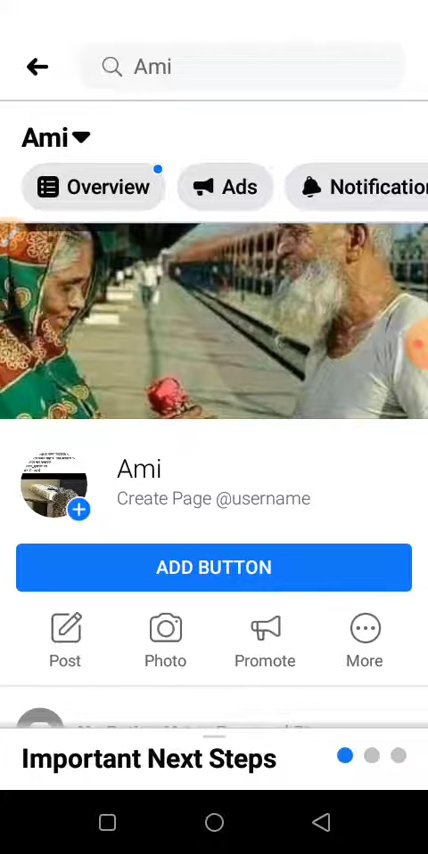 Ami
Ami
Overview
Ads
Notification
Ami
Create Page @username
ADD BUTTON
Post
Photo
Promote
More
Important Next Steps